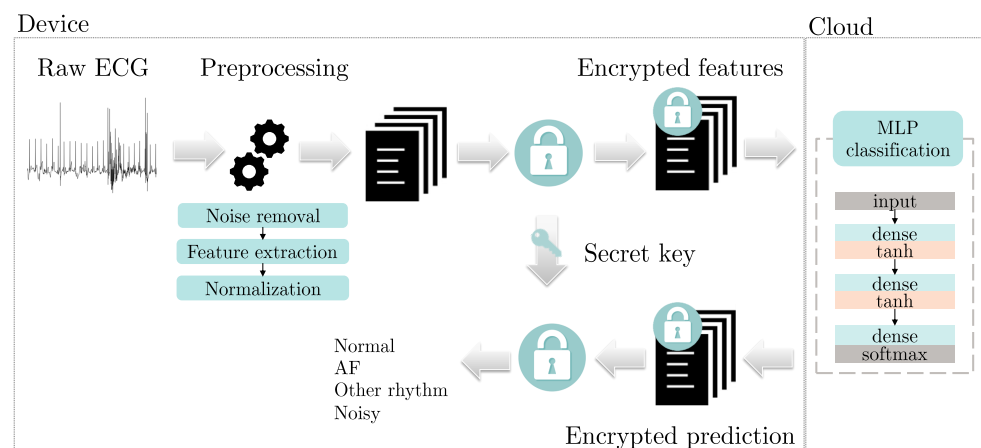 Device
Cloud
Raw ECG
Preprocessing
Encrypted features
MLP
classification
Noise removal
Feature extraction
Normalization
Secret key
input
dense
tanh
dense
tanh
dense
softmax
Normal
AF
Other rhythm
Noisy
Encrypted prediction